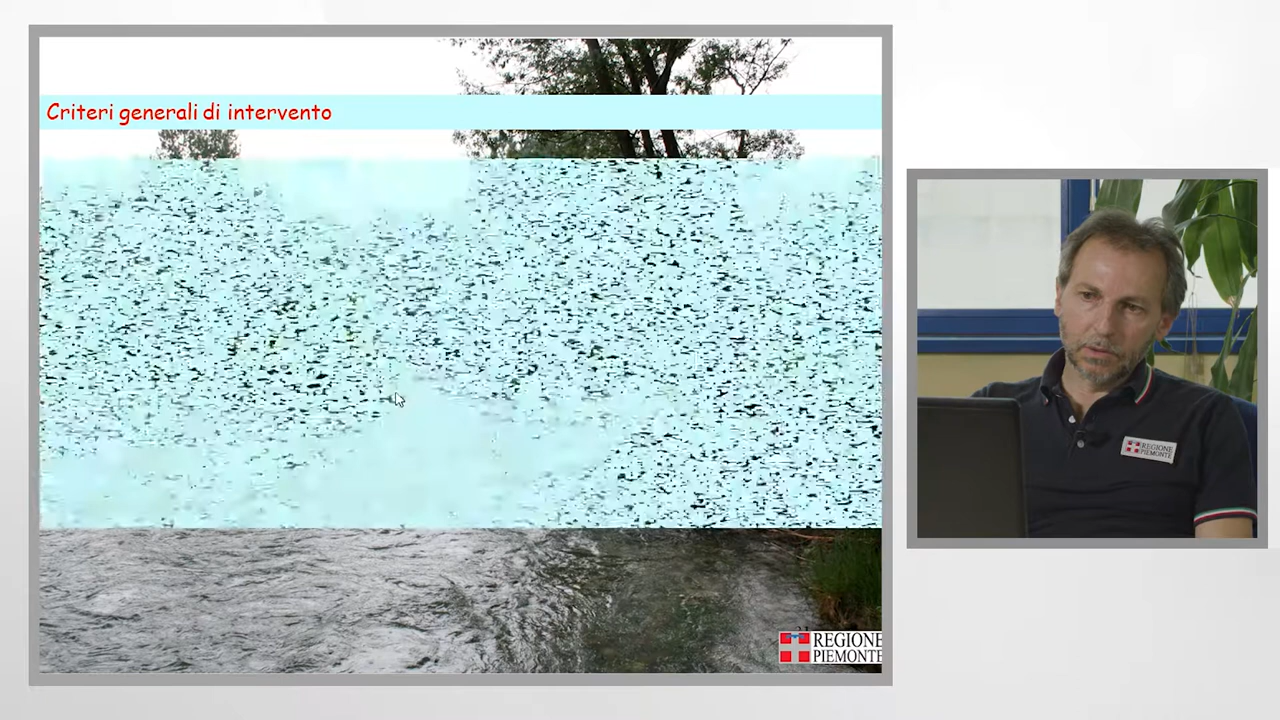 Criteri generali di intervento
REGIONE
PIEMONTE
REGIONE
PIEMONTE